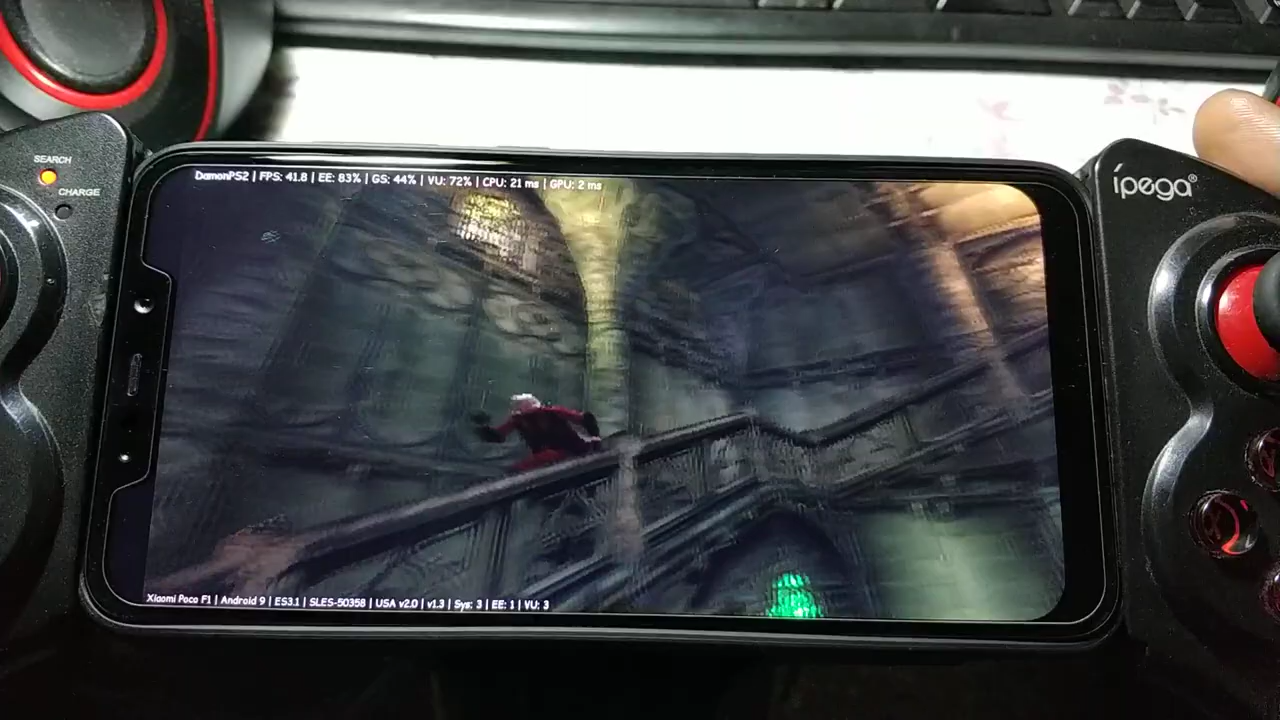 SEARCH
CHARGE
DamonPS2 | FPS: 41.8 | EE: 83% | GS: 44% | VU: 72% | CPU: 21 ms | GPU: 2 ms
ípega®
Xiaomi Poco F1 | Android 9 | ES3.1 | SLES-50358 | USA v2.0 | v1.3 | Sys: 3 | EE: 1 | VU: 3